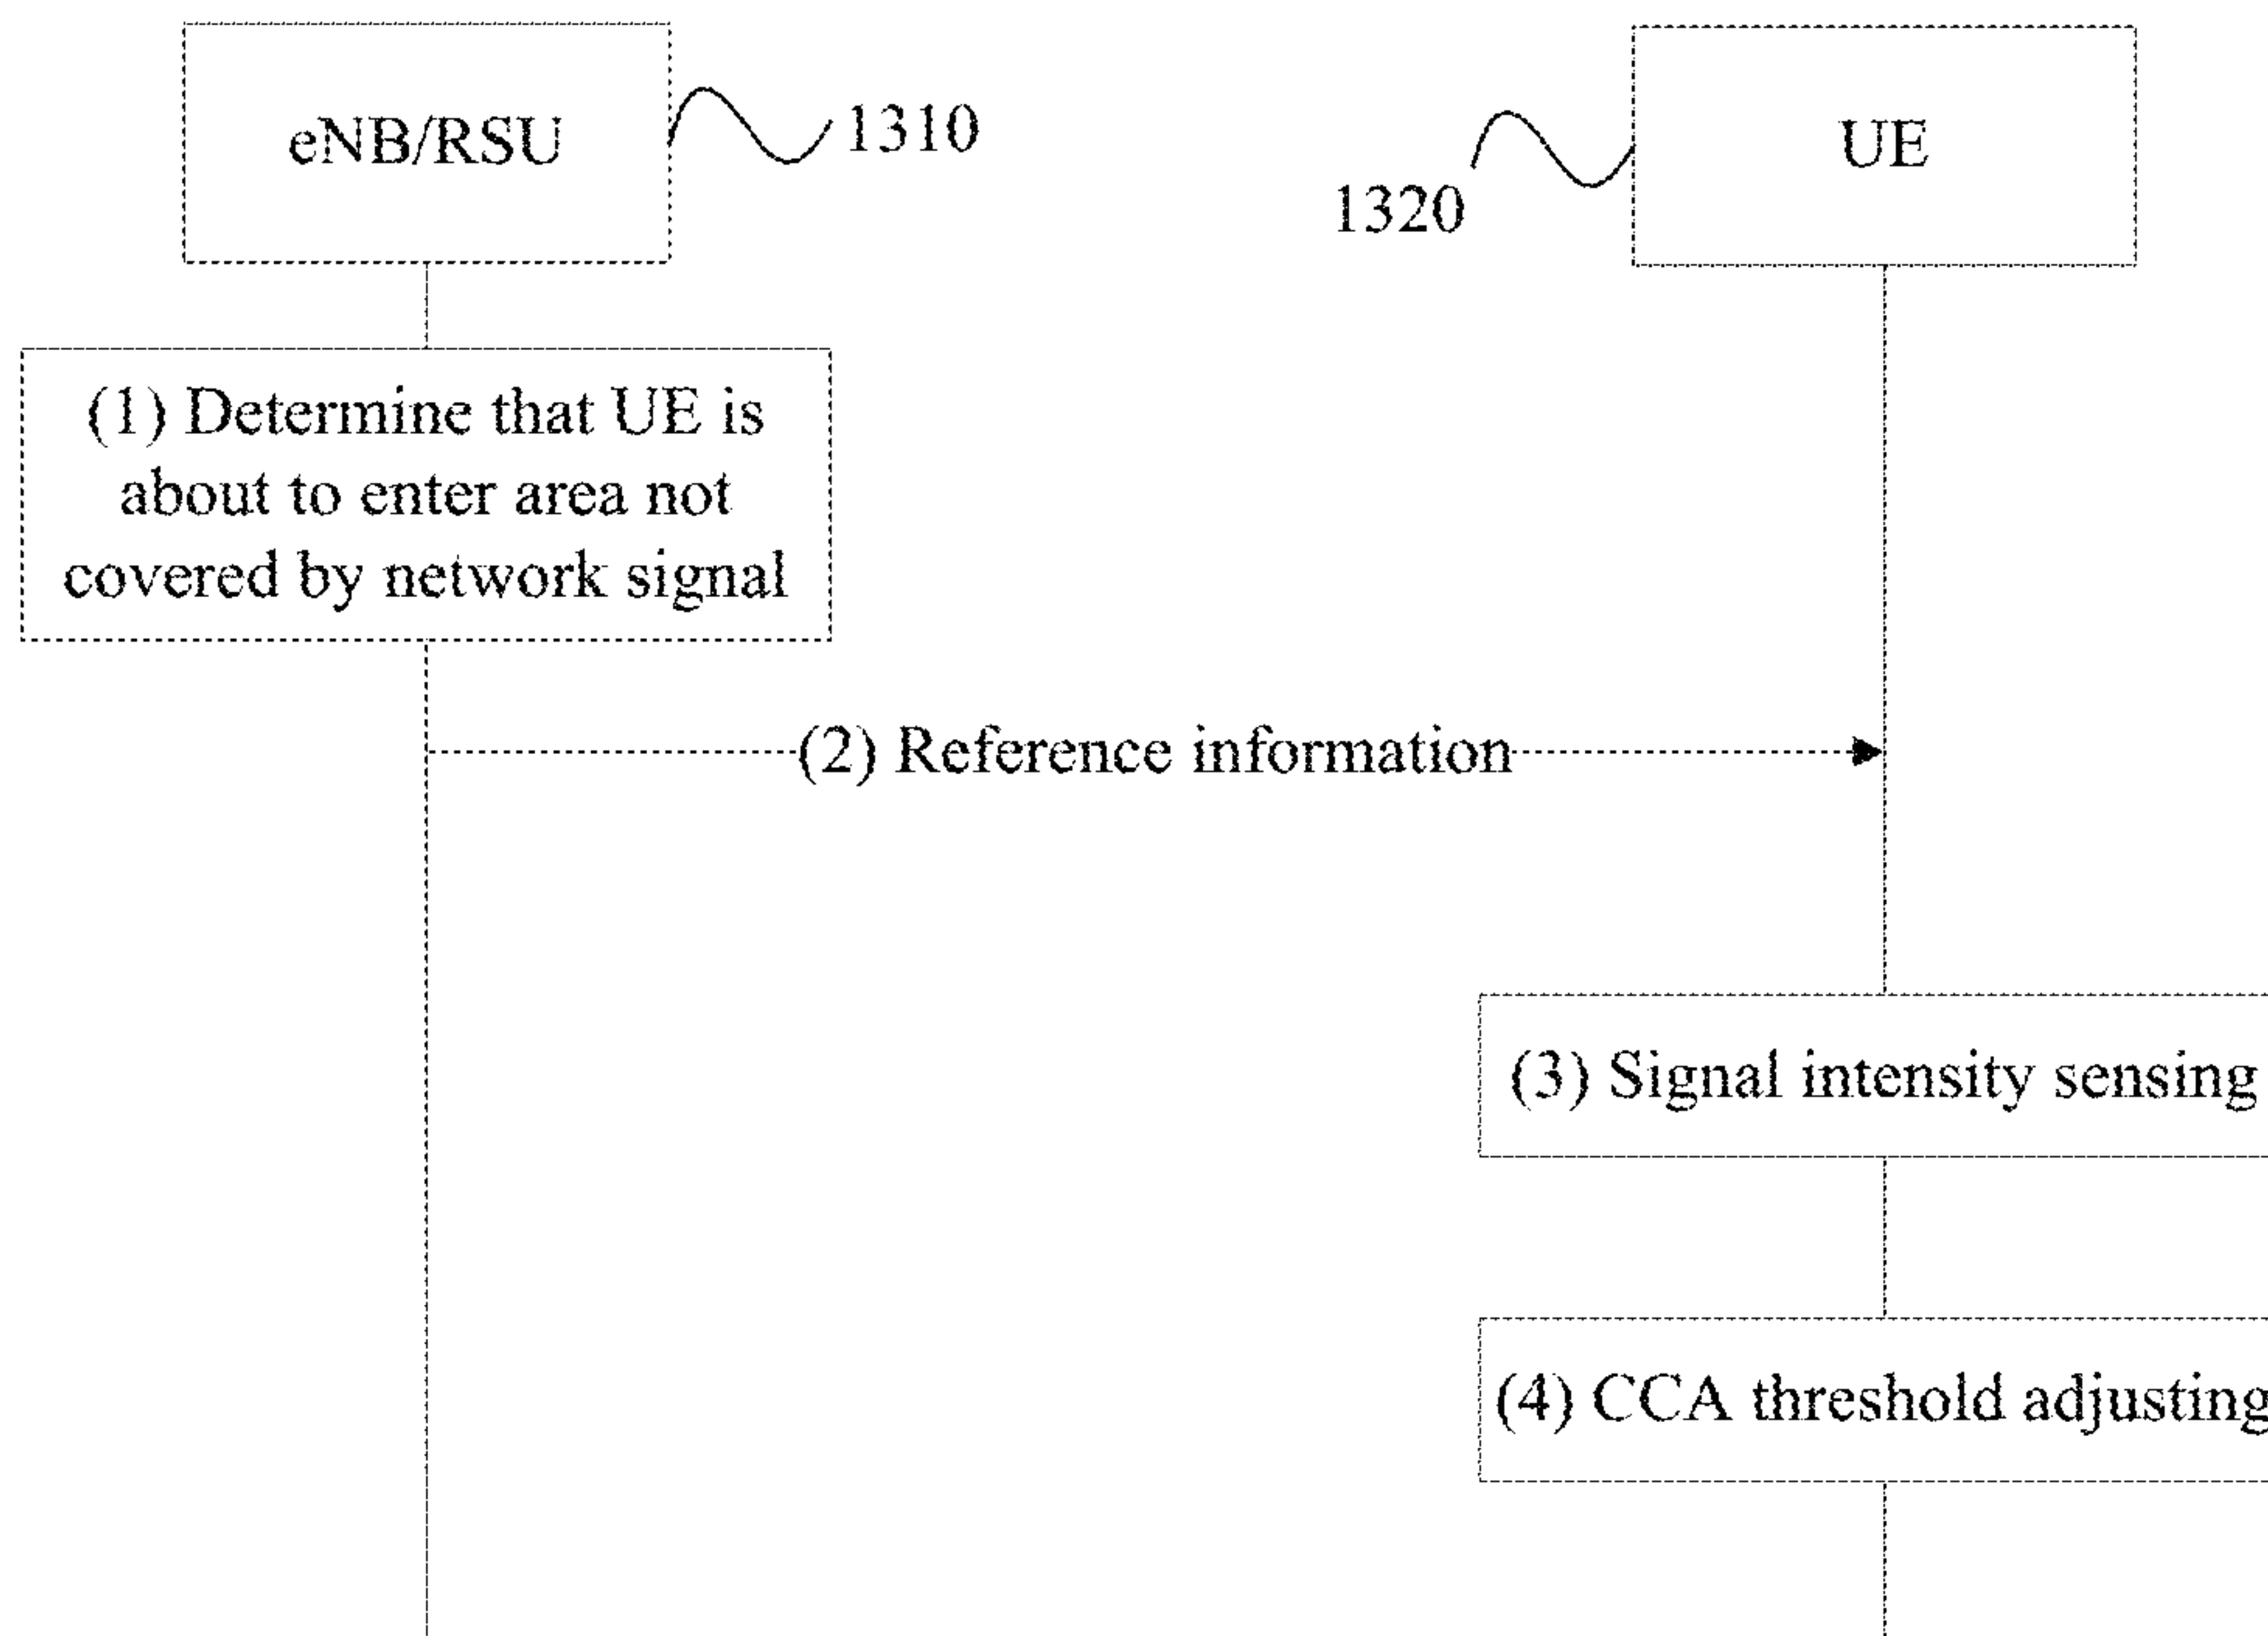 eNB/RSU
1310
UE
1320
(1) Determine that UE is
about to enter area not
covered by network signal
(2) Reference information
(3) Signal intensity sensing
(4) CCA threshold adjusting